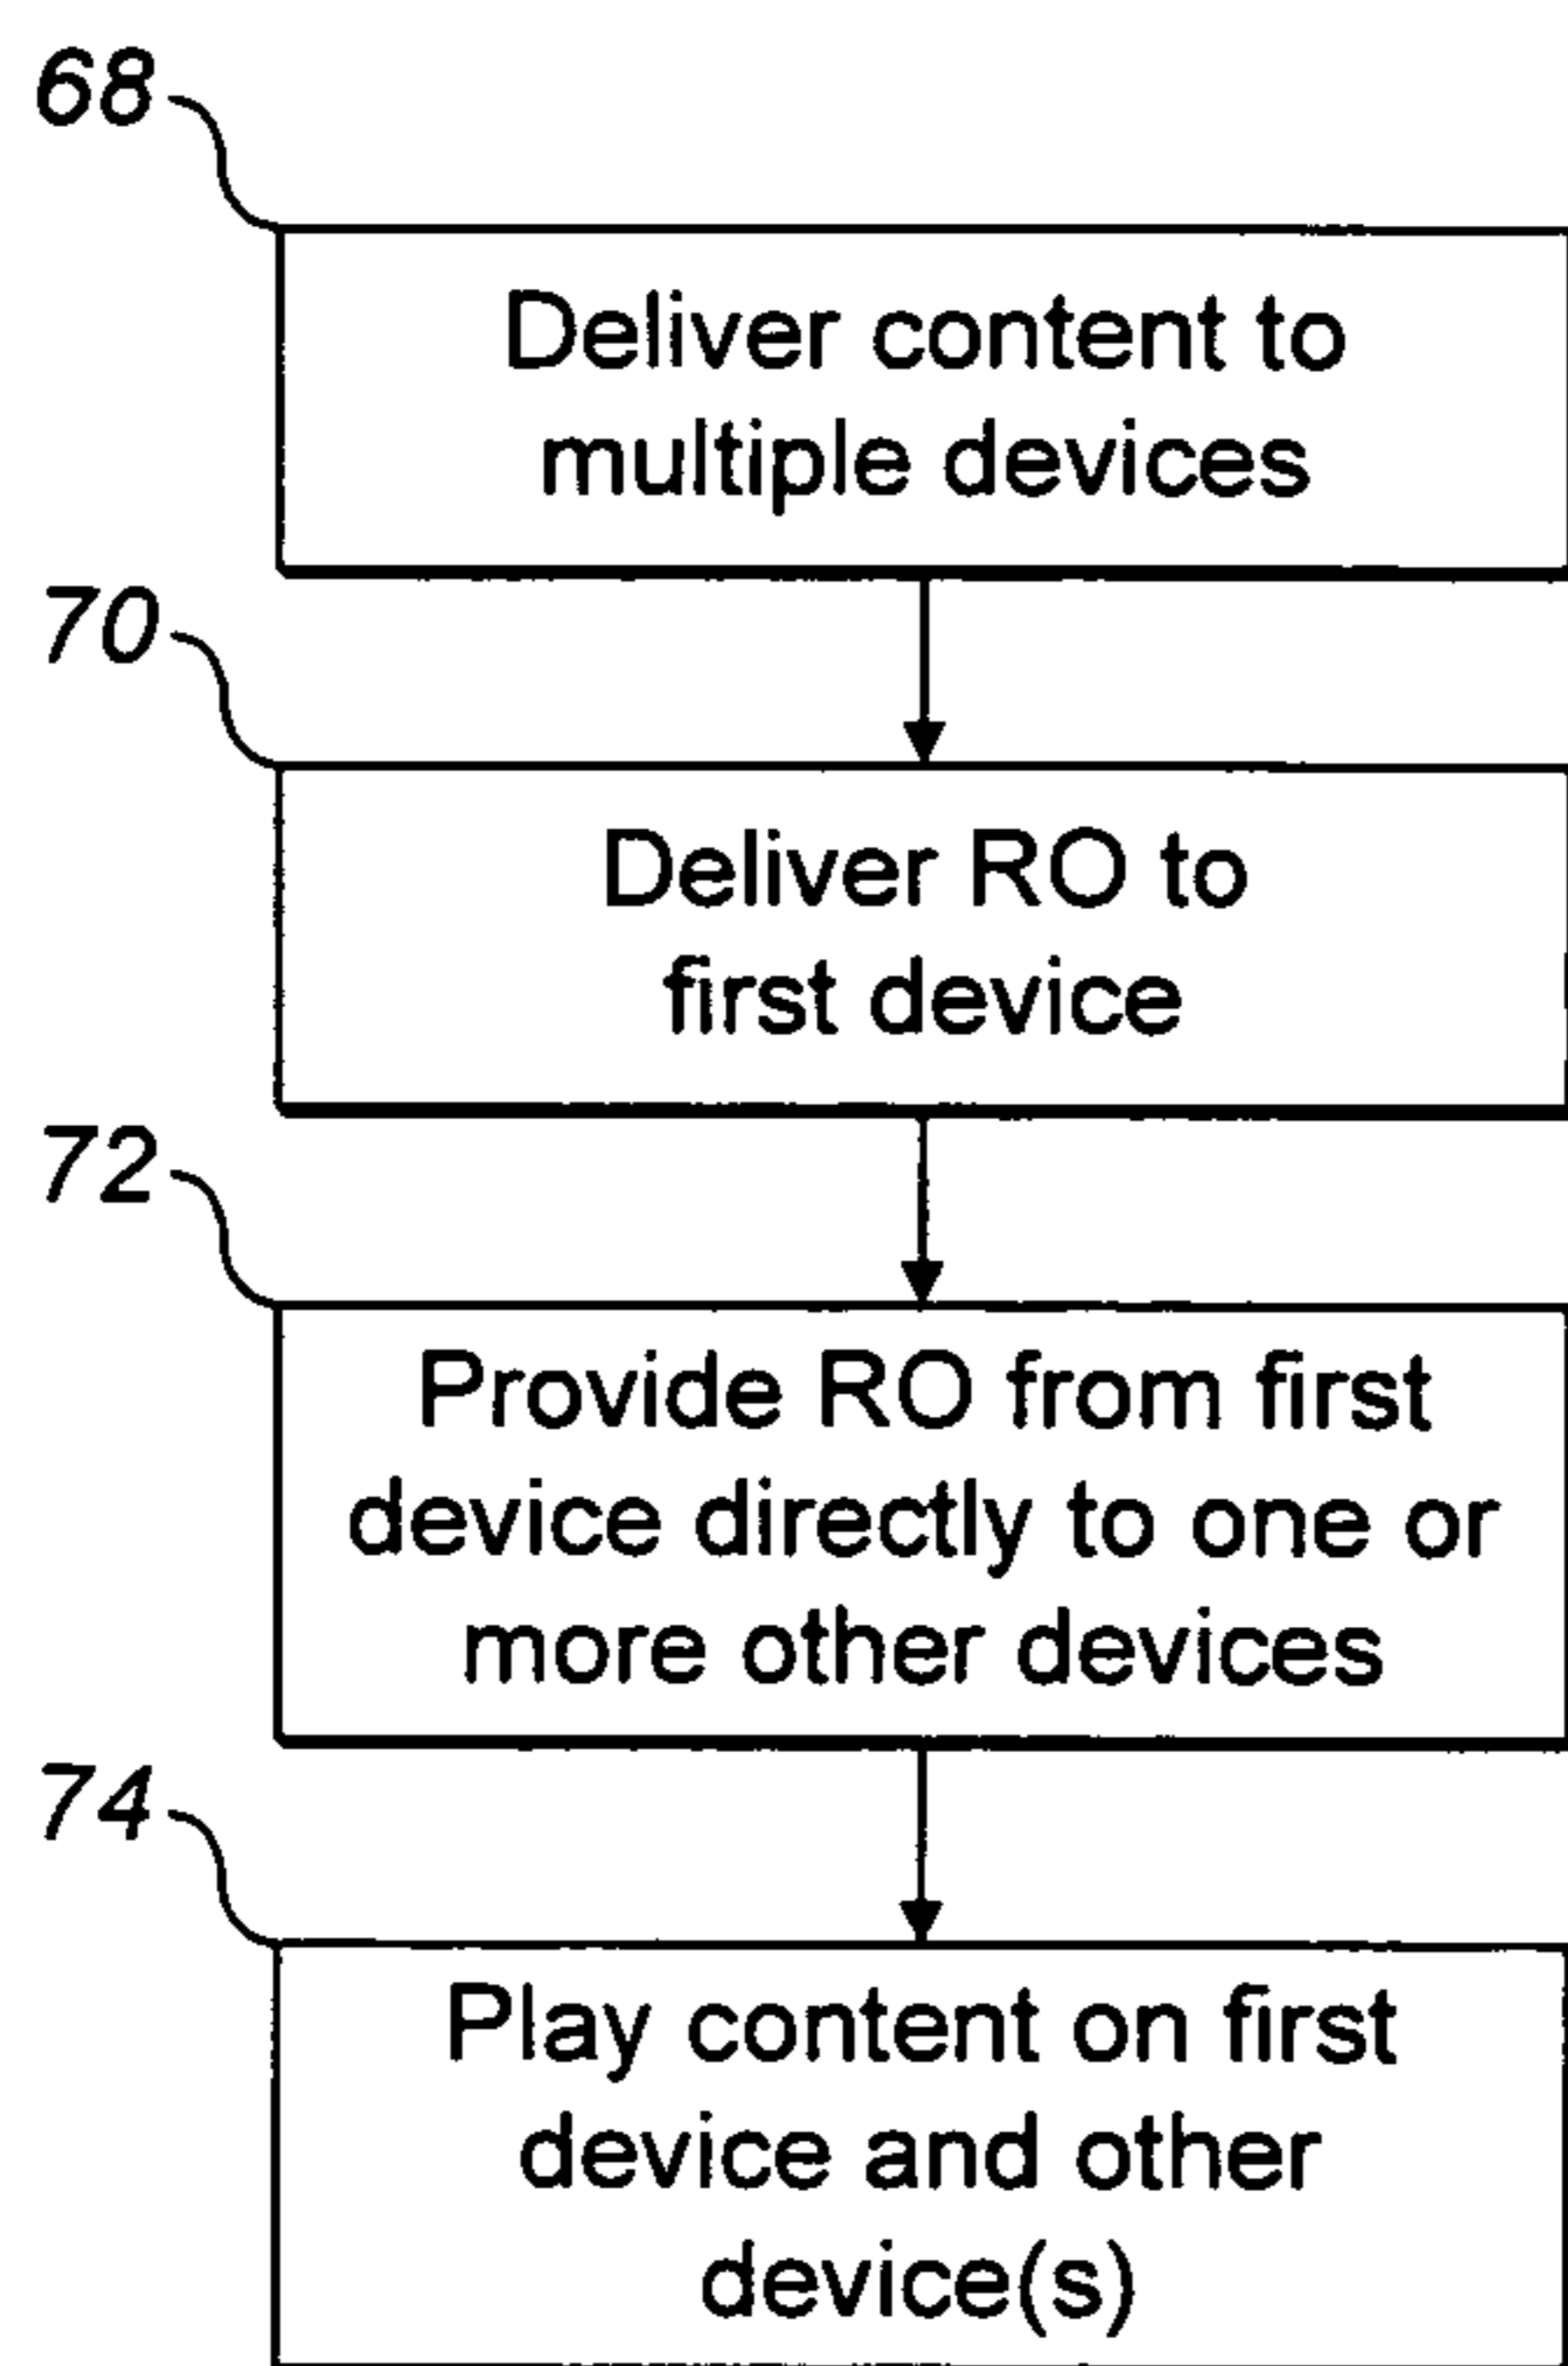 68
Deliver content to
multiple devices
70
Deliver RO to
first device
72
Provide RO from first
device directly to one or
more other devices
74
Play content on first
device and other
device(s)